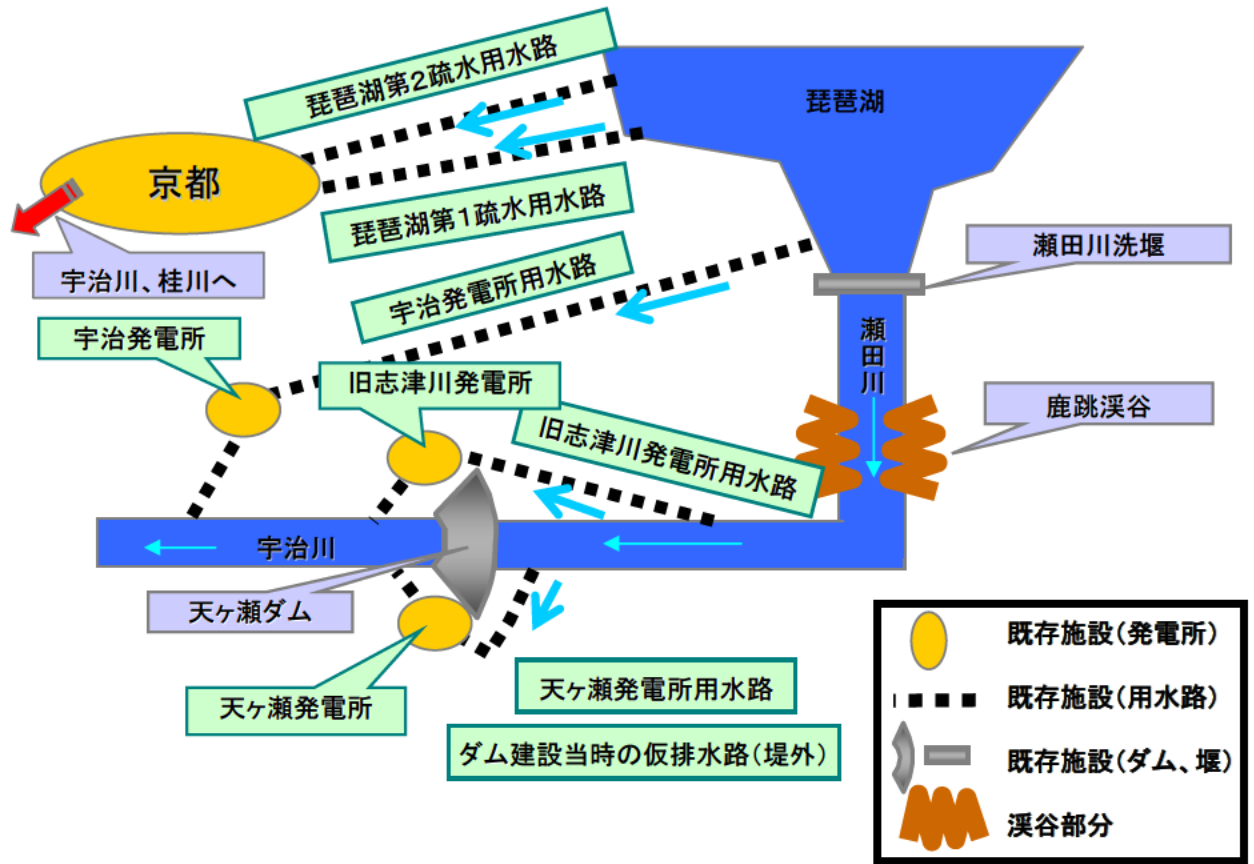 琵琶湖第2疏水用水路
琵琶湖
京都
琵琶湖第1疏水用水路
瀬田川洗堰
宇治川、桂川へ
宇治発電所用水路
宇治発電所
瀬田川
旧志津川発電所
鹿跳渓谷
旧志津川発電所用水路
宇治川
天ヶ瀬ダム
天ヶ瀬発電所用水路
天ヶ瀬発電所
ダム建設当時の仮排水路(堤外)
既存施設(発電所)
既存施設(用水路)
既存施設(ダム、堰)
渓谷部分